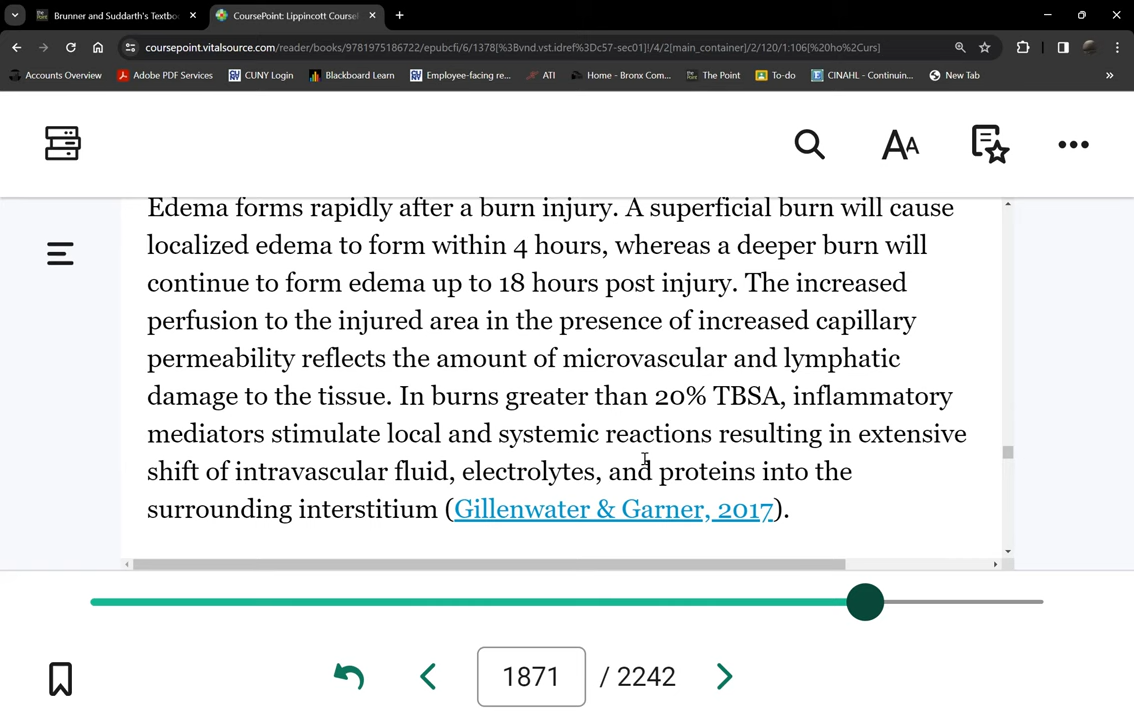 Brunner and Suddarth's Textbo
CoursePoint: Lippincott Course
coursepoint.vitalsource.com/reader/books/9781975186722/epubcfi/6/1378[%3Bvnd.vst.idref%3Dc57-sec01]!/4/2[main_container]/2/120/1:106[%20ho%2Curs]
Accounts Overview
Adobe PDF Services
CUNY Login
Blackboard Learn
Employee-facing re...
ATI
Home - Bronx Com...
The Point
To-do
CINAHL - Continuin...
New Tab
»
AA
Edema forms rapidly after a burn injury. A superficial burn will cause
localized edema to form within 4 hours, whereas a deeper burn will
continue to form edema up to 18 hours post injury. The increased
perfusion to the injured area in the presence of increased capillary
permeability reflects the amount of microvascular and lymphatic
damage to the tissue. In burns greater than 20% TBSA, inflammatory
mediators stimulate local and systemic reactions resulting in extensive
shift of intravascular fluid, electrolytes, and proteins into the
surrounding interstitium (Gillenwater & Garner, 2017).
1871 / 2242